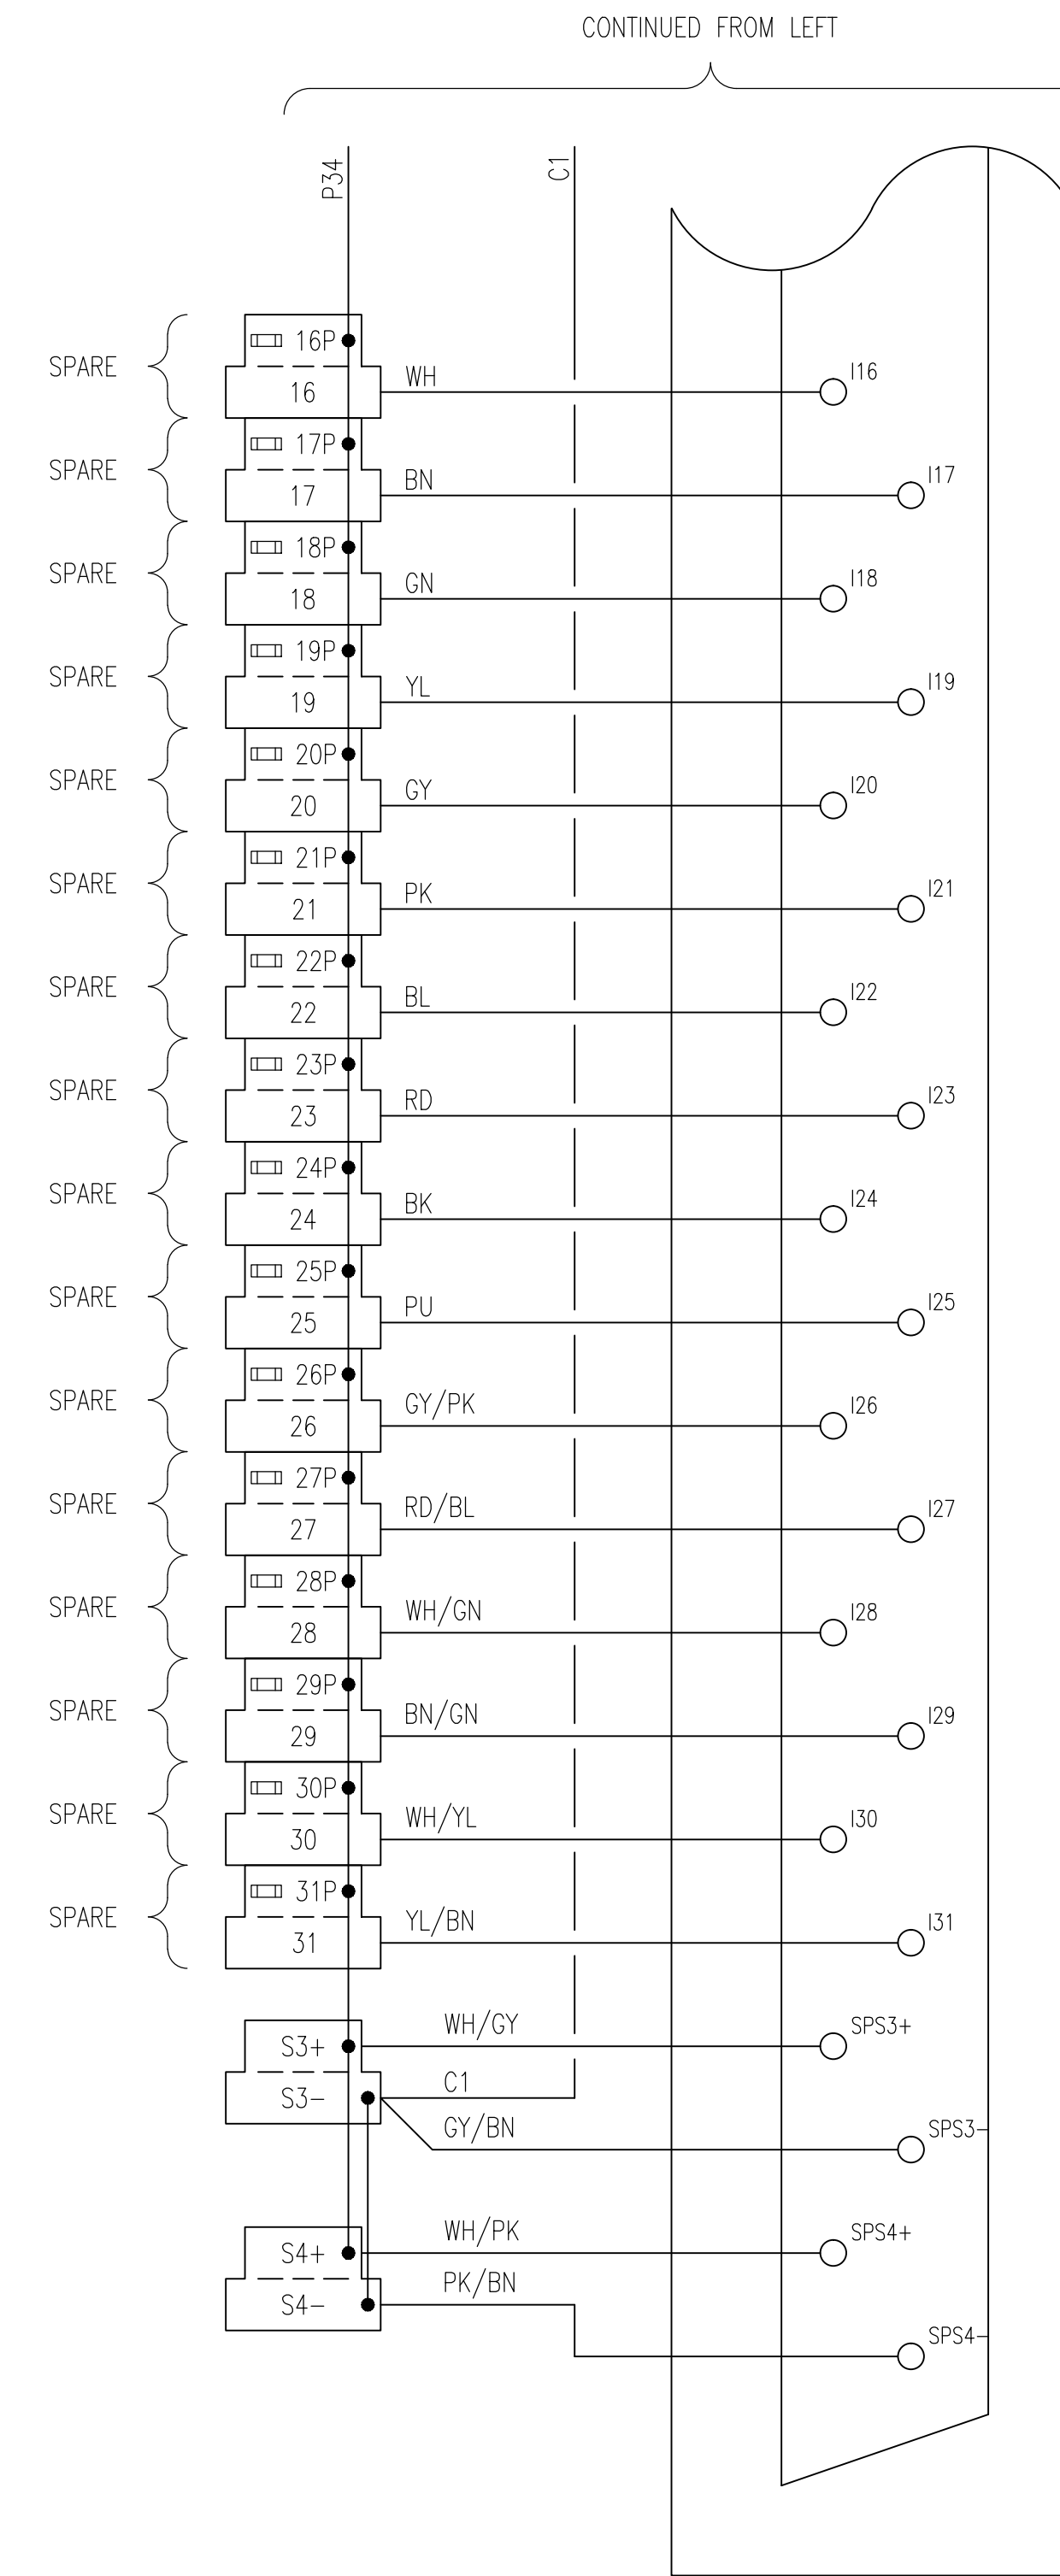 CONTINUED FROM LEFT
P34
C1
16P
SPARE
WH
I16
16
17P
SPARE
BN
I17
17
18P
SPARE
GN
I18
18
19P
SPARE
YL
I19
19
20P
SPARE
GY
I20
20
21P
SPARE
PK
I21
21
22P
SPARE
BL
I22
22
23P
SPARE
RD
I23
23
24P
SPARE
BK
I24
24
25P
SPARE
PU
I25
25
26P
SPARE
GY/PK
I26
26
27P
SPARE
RD/BL
I27
27
28P
SPARE
WH/GN
I28
28
29P
SPARE
BN/GN
I29
29
30P
SPARE
WH/YL
I30
30
31P
SPARE
YL/BN
I31
31
WH/GY
SPS3+
S3+
C1
S3-
GY/BN
SPS3-
WH/PK
SPS4+
S4+
PK/BN
S4-
SPS4-